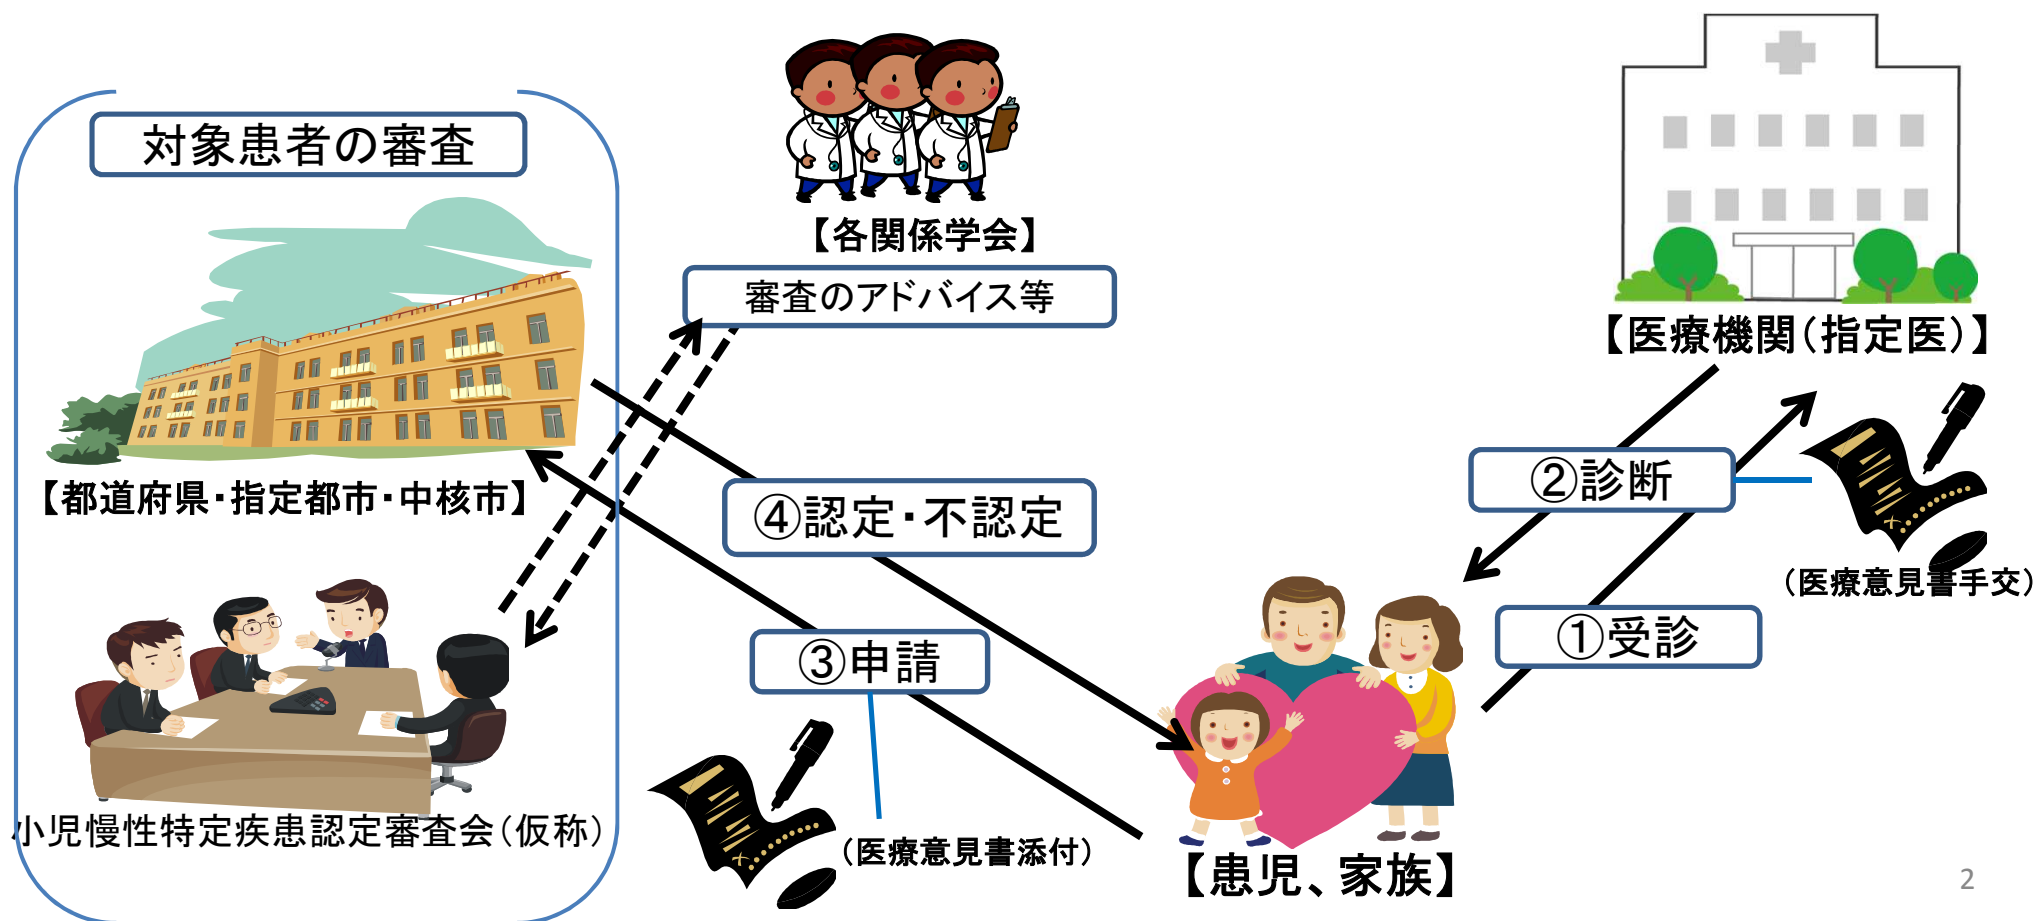 対象患者の審査
【都道府県・指定都市・中核市】
小児慢性特定疾患認定審査会（仮称）
【各関係学会】
審査のアドバイス等
④認定・不認定
③申請
（医療意見書添付）
【医療機関（指定医）】
②診断
（医療意見書手交）
①受診
【患児、家族】
2